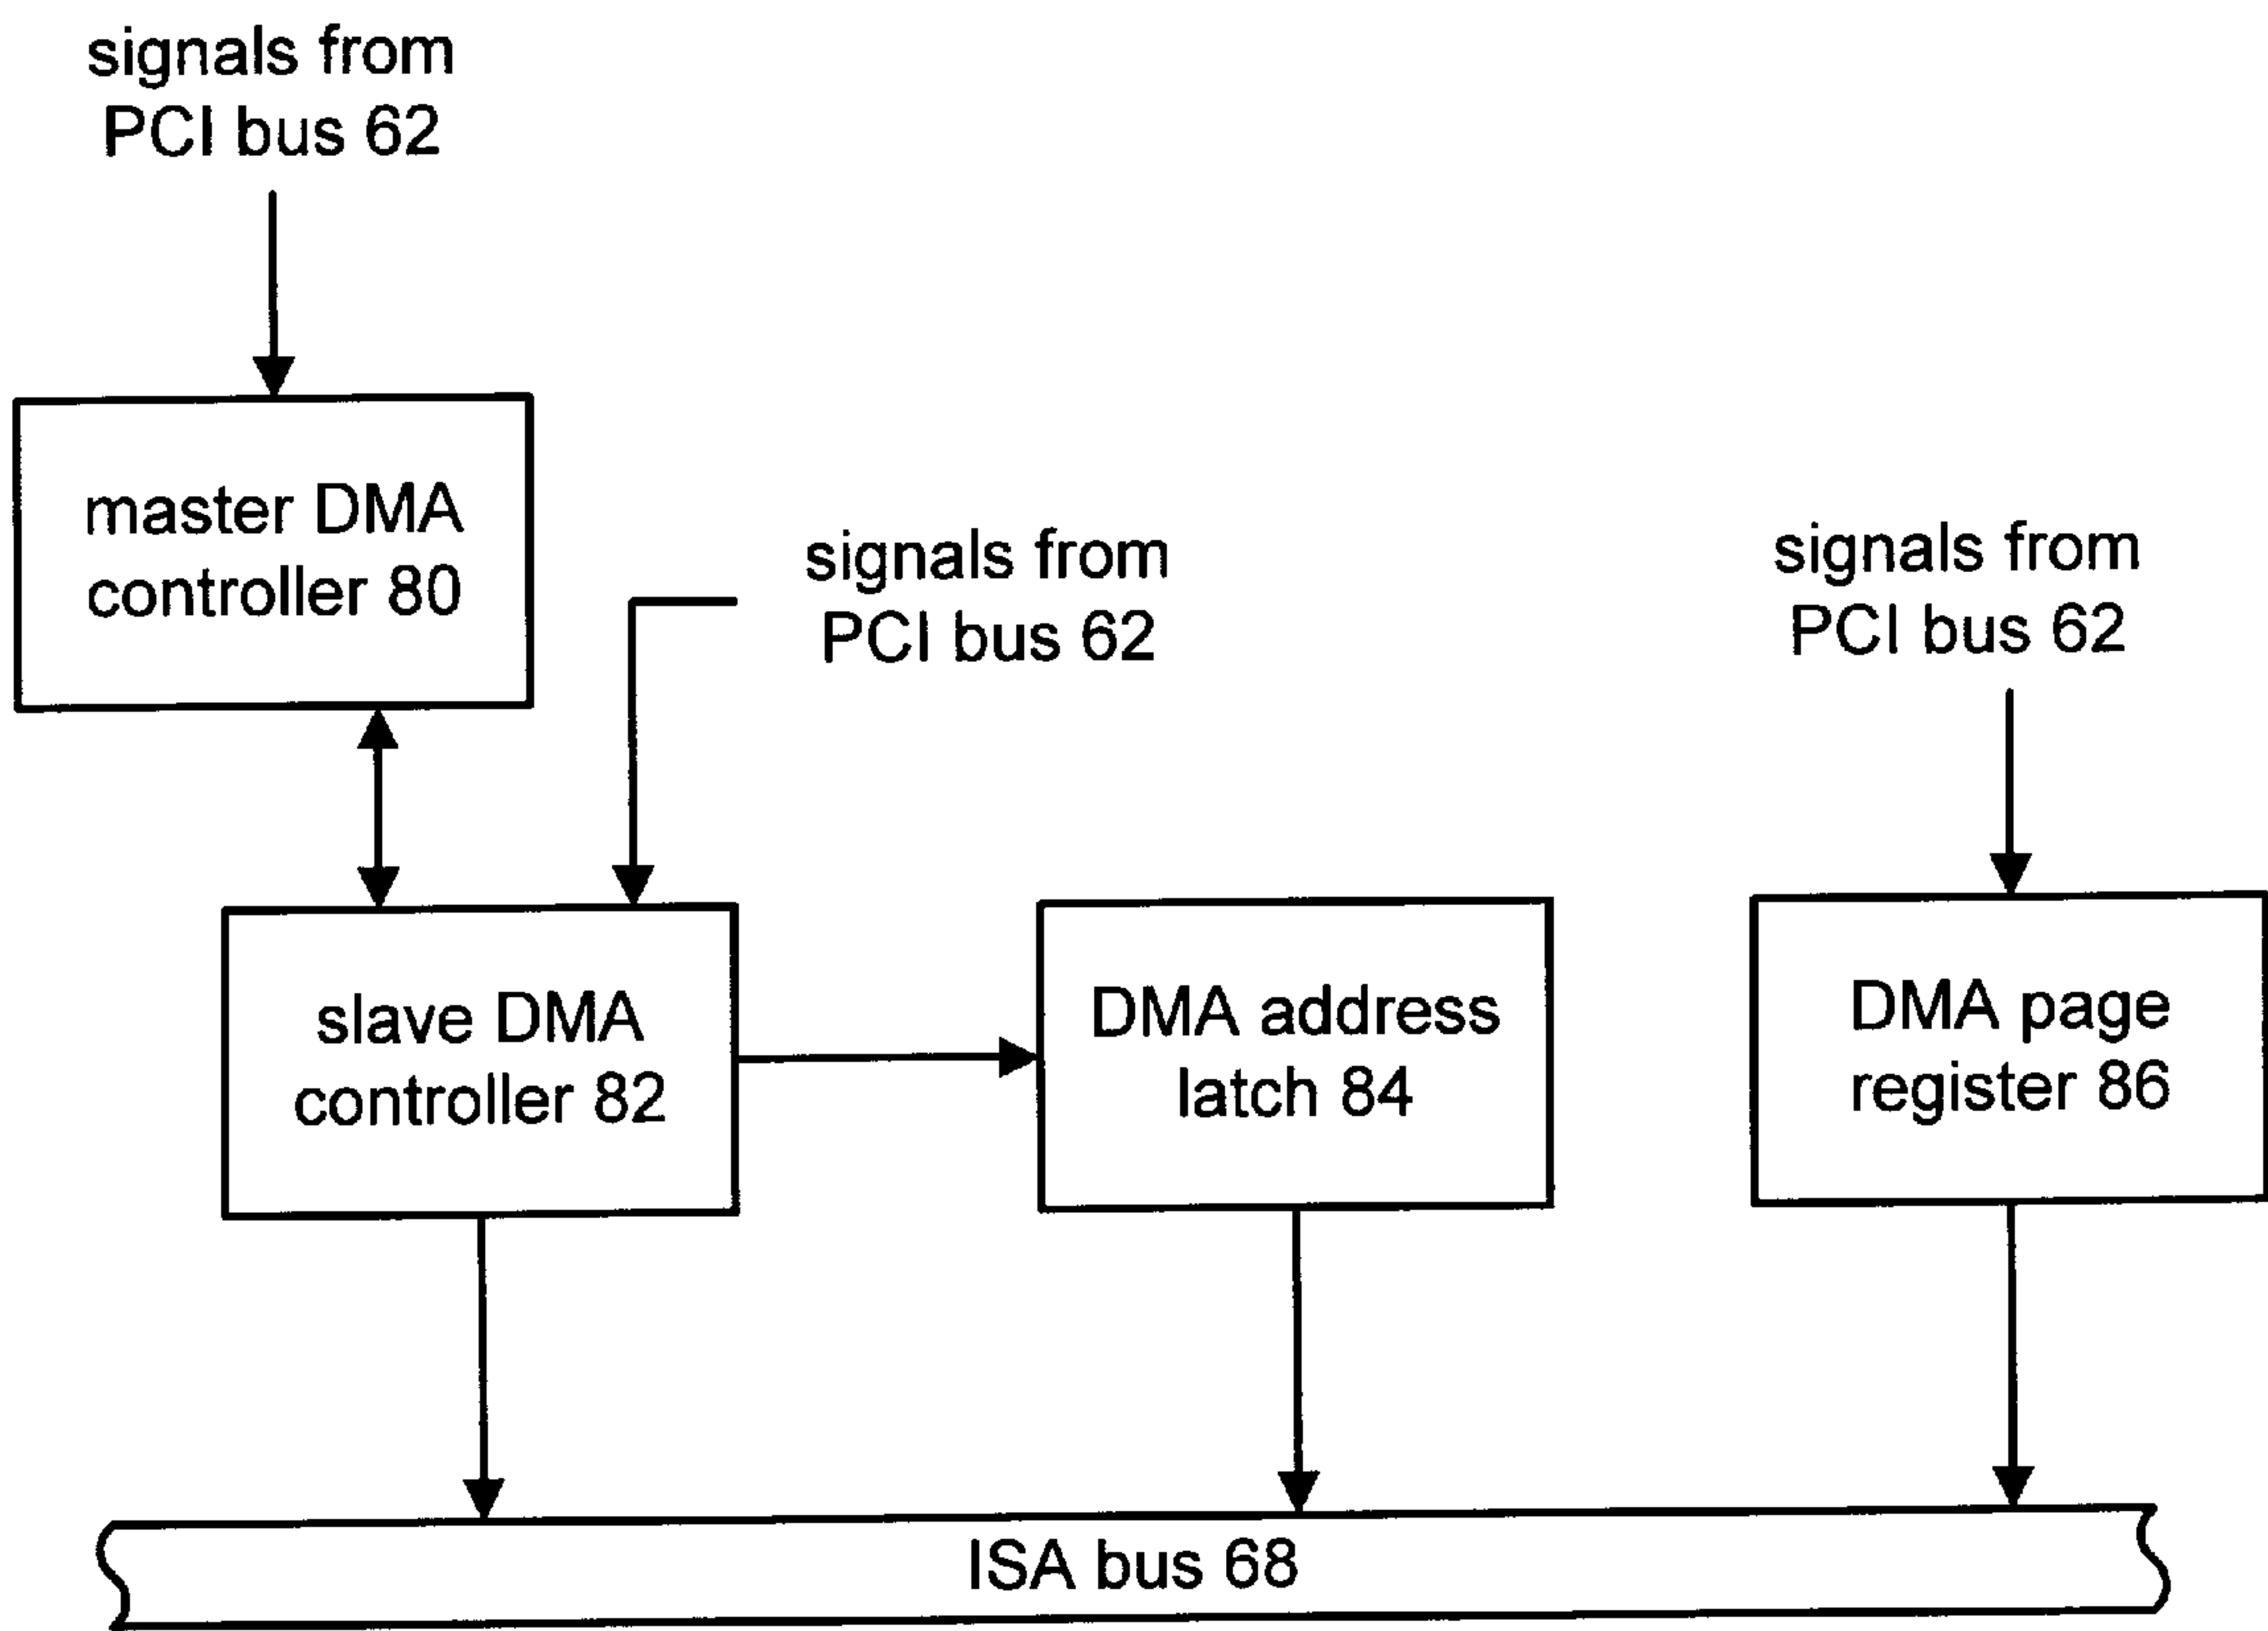 signals from
PCI bus 62
master DMA
controller 80
signals from
PCI bus 62
signals from
PCI bus 62
slave DMA
controller 82
DMA address
latch 84
DMA page
register 86
ISA bus 68